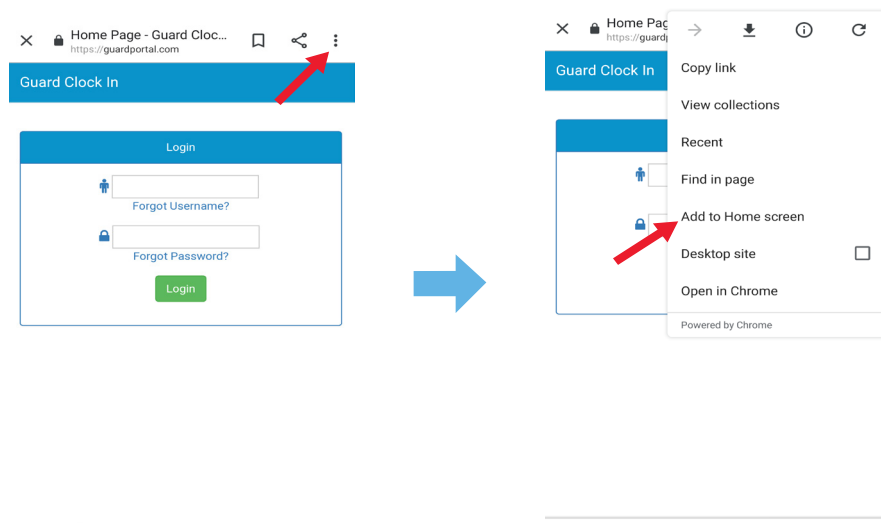 Home Page - Guard Cloc...
https://guardportal.com
Guard Clock In
Login
Forgot Username?
Forgot Password?
Login
Home Pag
https://guardp
Guard Clock In
Copy link
View collections
Recent
Find in page
Add to Home screen
Desktop site
Open in Chrome
Powered by Chrome